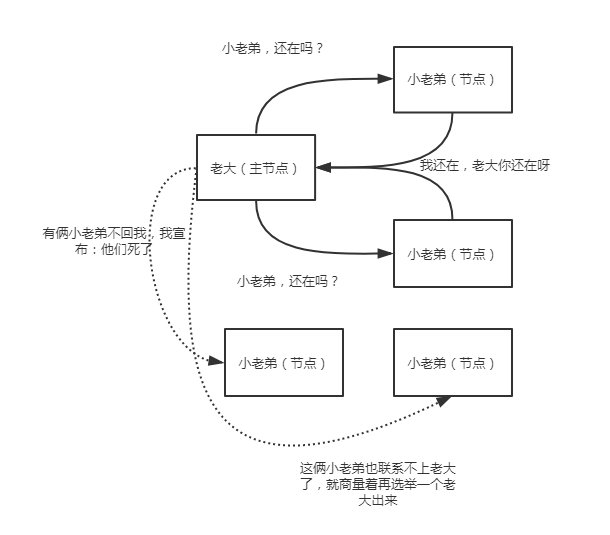 小老弟，还在吗？
小老弟（节点）
老大（主节点）
我还在，老大你还在呀
有俩小老弟不回我，我宣
布：他们死了
小老弟（节点）
小老弟，还在吗？
小老弟（节点）
小老弟（节点）
这俩小老弟也联系不上老大
了，就商量着再选举一个老
大出来